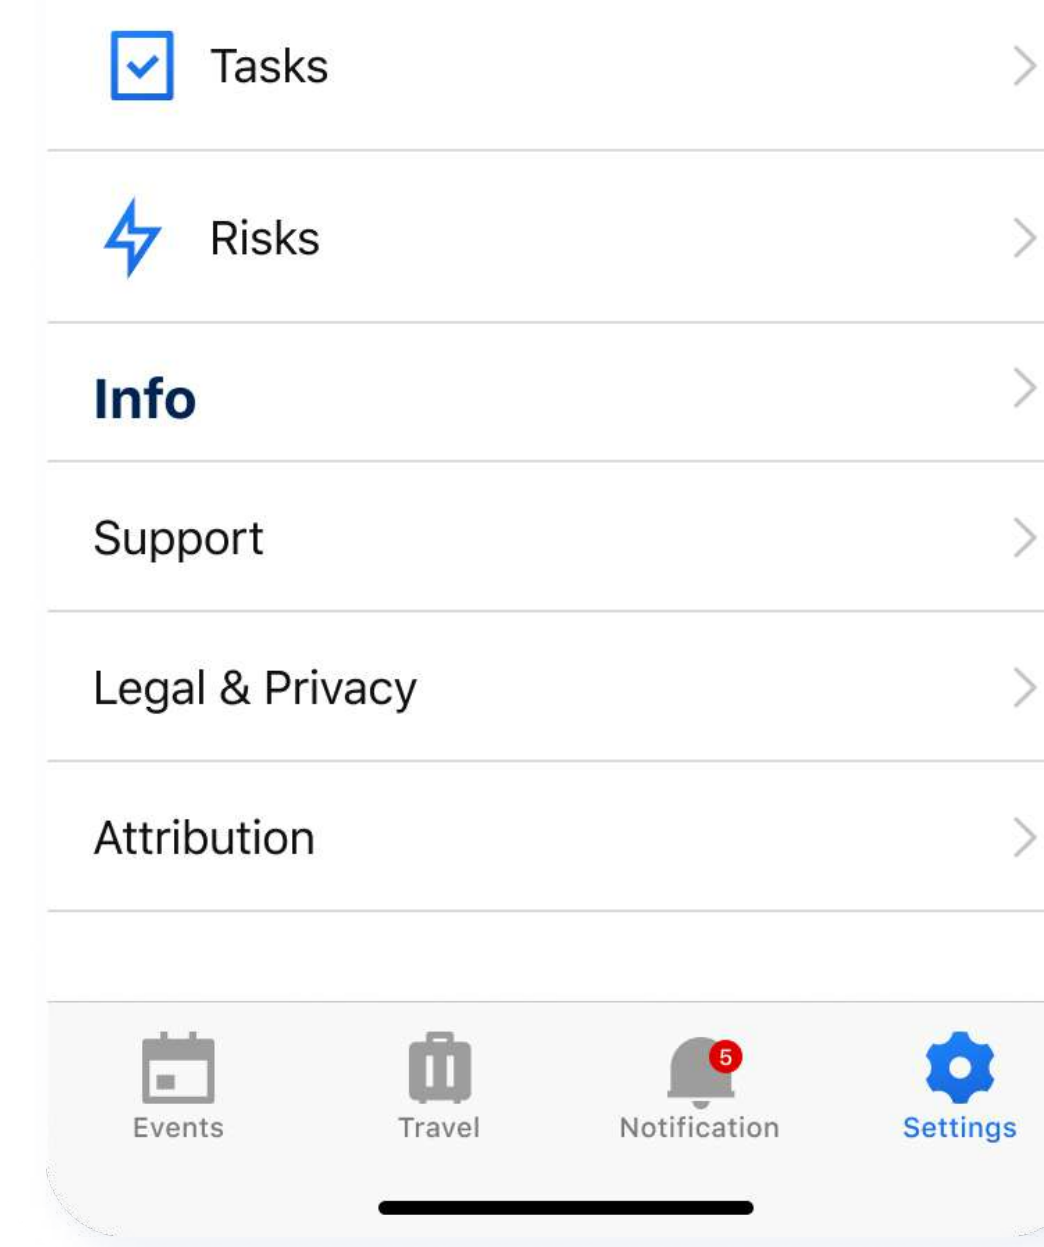 Tasks
Risks
Info
Support
Legal & Privacy
Attribution
5
Events
Travel
Notification
Settings